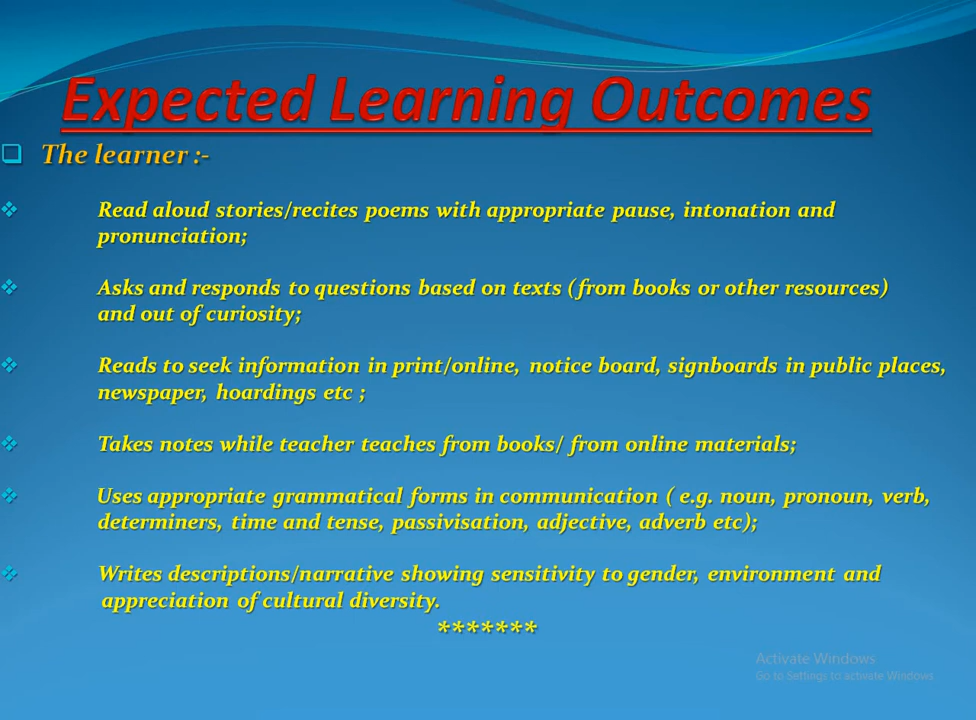 Expected Learning Outcomes
The learner :-
Read aloud stories/recites poems with appropriate pause, intonation and
pronunciation;
Asks and responds to questions based on texts (from books or other resources)
and out of curiosity;
Reads to seek information in print/online, notice board, signboards in public places,
newspaper, hoardings etc ;
Takes notes while teacher teaches from books/ from online materials;
Uses appropriate grammatical forms in communication ( e.g. noun, pronoun, verb,
determiners, time and tense, passivisation, adjective, adverb etc);
Writes descriptions/narrative showing sensitivity to gender, environment and
appreciation of cultural diversity.
*******
Activate Windows
Go to Settings to activate Windows.